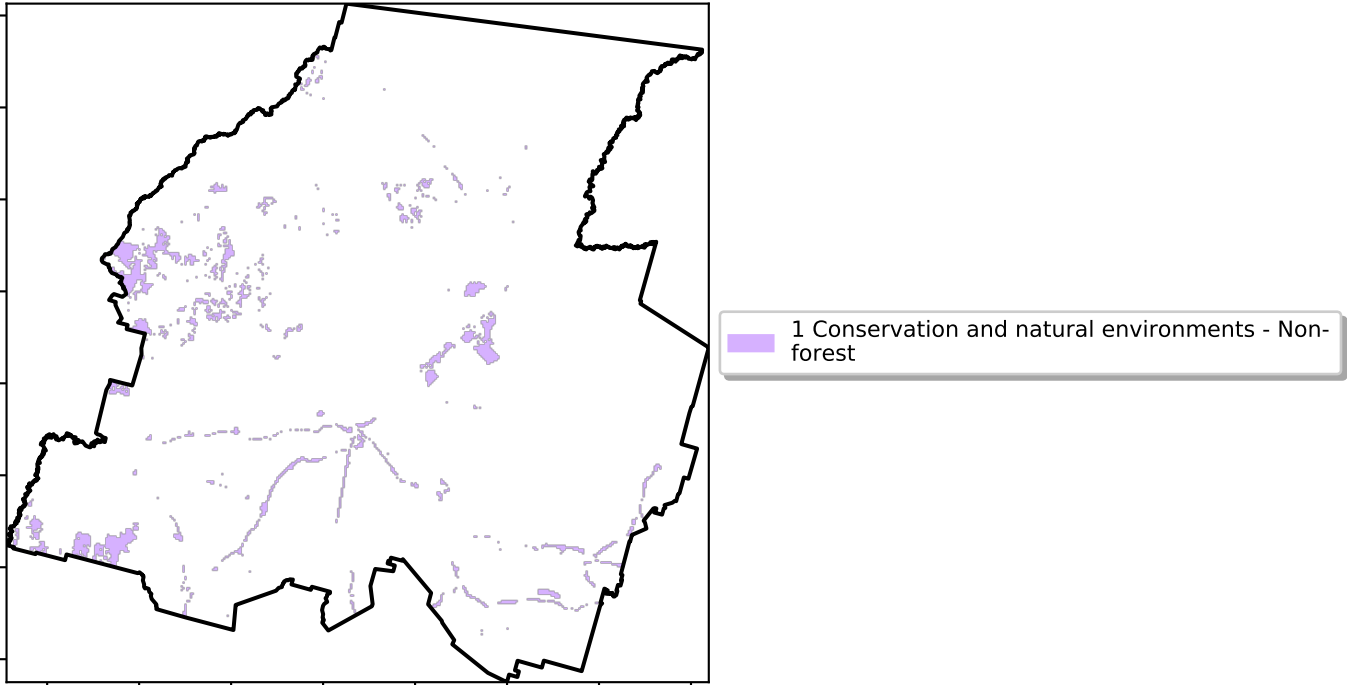 1 Conservation and natural environments - Non-
forest